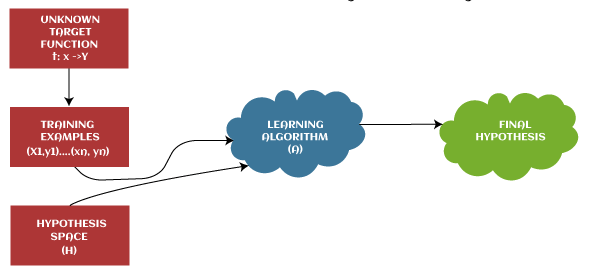 UNKNOWN
TARGET
FUNCTION
f: x ->Y
TRAINING
EXAMPLES
(X1,y1)....(xn, yn)
HYPOTHESIS
SPACE
(H)
LEARNING
ALGORITHM
(A)
FINAL
HYPOTHESIS